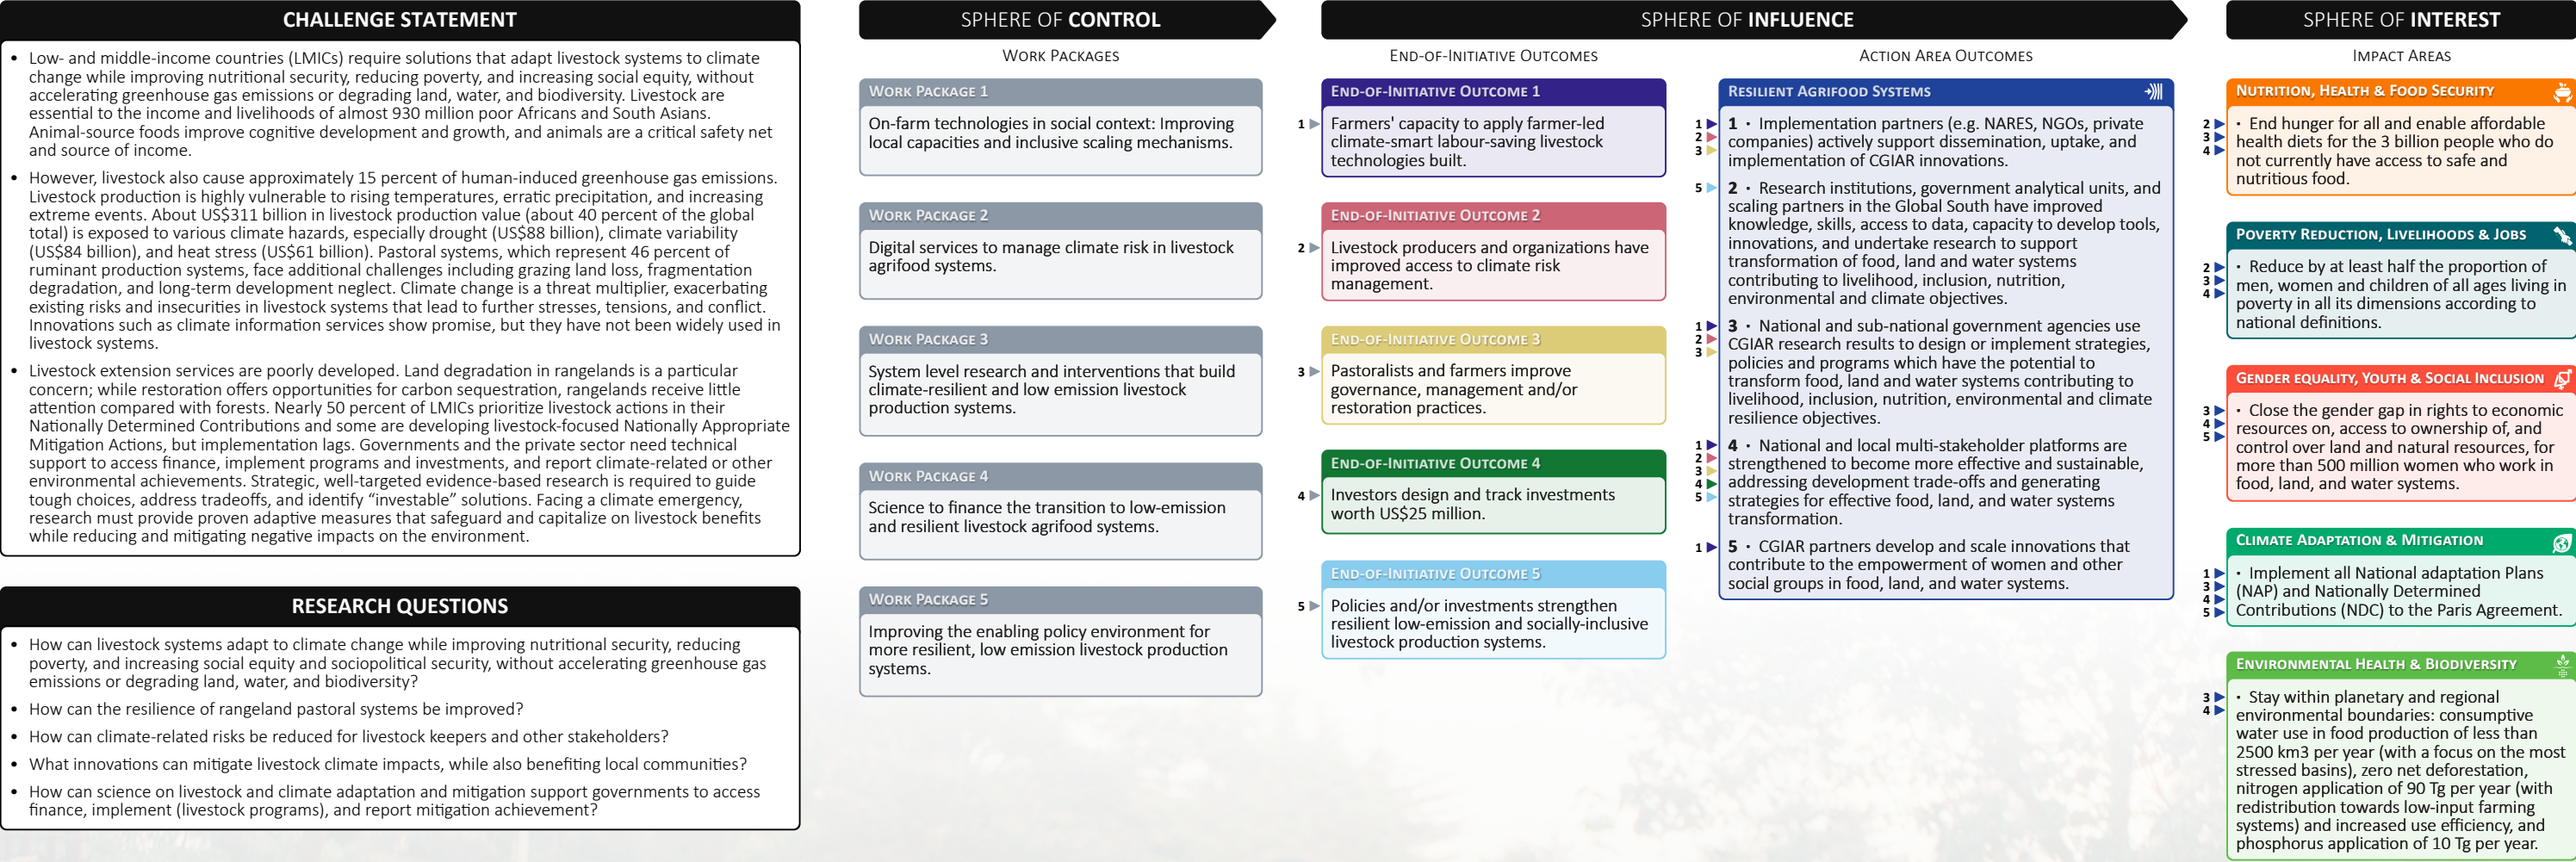 CHALLENGE STATEMENT
• Low- and middle-income countries (LMICs) require solutions that adapt livestock systems to climate
change while improving nutritional security, reducing poverty, and increasing social equity, without
accelerating greenhouse gas emissions or degrading land, water, and biodiversity. Livestock are
essential to the income and livelihoods of almost 930 million poor Africans and South Asians.
Animal-source foods improve cognitive development and growth, and animals are a critical safety net
and source of income.
• However, livestock also cause approximately 15 percent of human-induced greenhouse gas emissions.
Livestock production is highly vulnerable to rising temperatures, erratic precipitation, and increasing
extreme events. About US$311 billion in livestock production value (about 40 percent of the global
total) is exposed to various climate hazards, especially drought (US$88 billion), climate variability
(US$84 billion), and heat stress (US$61 billion). Pastoral systems, which represent 46 percent of
ruminant production systems, face additional challenges including grazing land loss, fragmentation
degradation, and long-term development neglect. Climate change is a threat multiplier, exacerbating
existing risks and insecurities in livestock systems that lead to further stresses, tensions, and conflict.
Innovations such as climate information services show promise, but they have not been widely used in
livestock systems.
• Livestock extension services are poorly developed. Land degradation in rangelands is a particular
concern; while restoration offers opportunities for carbon sequestration, rangelands receive little
attention compared with forests. Nearly 50 percent of LMICs prioritize livestock actions in their
Nationally Determined Contributions and some are developing livestock-focused Nationally Appropriate
Mitigation Actions, but implementation lags. Governments and the private sector need technical
support to access finance, implement programs and investments, and report climate-related or other
environmental achievements. Strategic, well-targeted evidence-based research is required to guide
tough choices, address tradeoffs, and identify “investable” solutions. Facing a climate emergency,
research must provide proven adaptive measures that safeguard and capitalize on livestock benefits
while reducing and mitigating negative impacts on the environment.
RESEARCH QUESTIONS
• How can livestock systems adapt to climate change while improving nutritional security, reducing
poverty, and increasing social equity and sociopolitical security, without accelerating greenhouse gas
emissions or degrading land, water, and biodiversity?
• How can the resilience of rangeland pastoral systems be improved?
• How can climate-related risks be reduced for livestock keepers and other stakeholders?
• What innovations can mitigate livestock climate impacts, while also benefiting local communities?
• How can science on livestock and climate adaptation and mitigation support governments to access
finance, implement (livestock programs), and report mitigation achievement?
SPHERE OF CONTROL
WORK PACKAGES
WORK PACKAGE 1
On-farm technologies in social context: Improving
local capacities and inclusive scaling mechanisms.
WORK PACKAGE 2
Digital services to manage climate risk in livestock
agrifood systems.
WORK PACKAGE 3
System level research and interventions that build
climate-resilient and low emission livestock
production systems.
WORK PACKAGE 4
Science to finance the transition to low-emission
and resilient livestock agrifood systems.
WORK PACKAGE 5
Improving the enabling policy environment for
more resilient, low emission livestock production
systems.
SPHERE OF INFLUENCE
END-OF-INITIATIVE OUTCOMES
END-OF-INITIATIVE OUTCOME 1
1
Farmers' capacity to apply farmer-led
climate-smart labour-saving livestock
technologies built.
END-OF-INITIATIVE OUTCOME 2
2
Livestock producers and organizations have
improved access to climate risk
management.
END-OF-INITIATIVE OUTCOME 3
3
Pastoralists and farmers improve
governance, management and/or
restoration practices.
END-OF-INITIATIVE OUTCOME 4
4
Investors design and track investments
worth US$25 million.
END-OF-INITIATIVE OUTCOME 5
5
Policies and/or investments strengthen
resilient low-emission and socially-inclusive
livestock production systems.
ACTION AREA OUTCOMES
RESILIENT AGRIFOOD SYSTEMS
1
2
3
1 · Implementation partners (e.g. NARES, NGOs, private
companies) actively support dissemination, uptake, and
implementation of CGIAR innovations.
5
2 · Research institutions, government analytical units, and
scaling partners in the Global South have improved
knowledge, skills, access to data, capacity to develop tools,
innovations, and undertake research to support
transformation of food, land and water systems
contributing to livelihood, inclusion, nutrition,
environmental and climate objectives.
1
2
3
3 · National and sub-national government agencies use
CGIAR research results to design or implement strategies,
policies and programs which have the potential to
transform food, land and water systems contributing to
livelihood, inclusion, nutrition, environmental and climate
resilience objectives.
1
2
3
4
5
4 · National and local multi-stakeholder platforms are
strengthened to become more effective and sustainable,
addressing development trade-offs and generating
strategies for effective food, land, and water systems
transformation.
1
5 · CGIAR partners develop and scale innovations that
contribute to the empowerment of women and other
social groups in food, land, and water systems.
SPHERE OF INTEREST
IMPACT AREAS
NUTRITION, HEALTH & FOOD SECURITY
2
3
4
· End hunger for all and enable affordable
health diets for the 3 billion people who do
not currently have access to safe and
nutritious food.
POVERTY REDUCTION, LIVELIHOODS & JOBS
2
3
4
· Reduce by at least half the proportion of
men, women and children of all ages living in
poverty in all its dimensions according to
national definitions.
GENDER EQUALITY, YOUTH & SOCIAL INCLUSION
3
4
5
· Close the gender gap in rights to economic
resources on, access to ownership of, and
control over land and natural resources, for
more than 500 million women who work in
food, land, and water systems.
CLIMATE ADAPTATION & MITIGATION
1
3
4
5
· Implement all National adaptation Plans
(NAP) and Nationally Determined
Contributions (NDC) to the Paris Agreement.
ENVIRONMENTAL HEALTH & BIODIVERSITY
3
4
· Stay within planetary and regional
environmental boundaries: consumptive
water use in food production of less than
2500 km3 per year (with a focus on the most
stressed basins), zero net deforestation,
nitrogen application of 90 Tg per year (with
redistribution towards low-input farming
systems) and increased use efficiency, and
phosphorus application of 10 Tg per year.